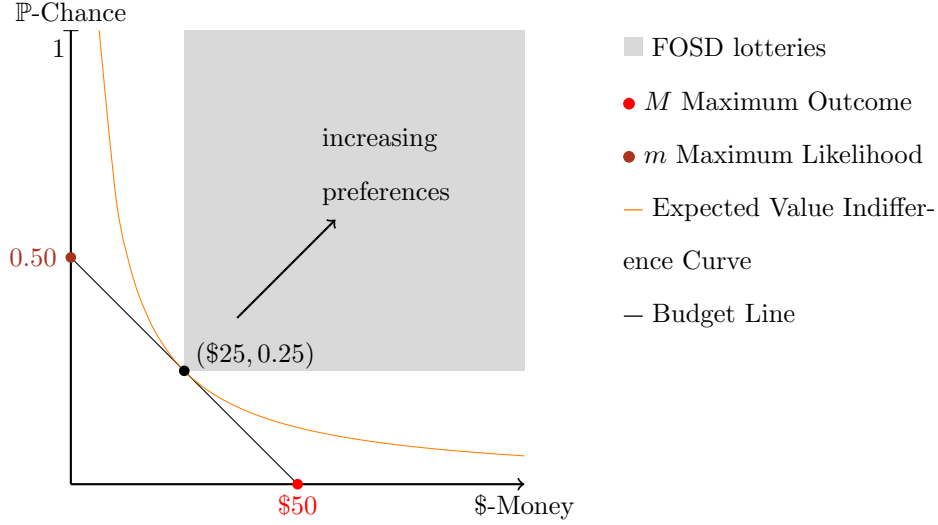 ℙ-Chance
1
increasing
preferences
0.50
($25, 0.25)
$50
$-Money
FOSD lotteries
M Maximum Outcome
m Maximum Likelihood
Expected Value Indiffer-
ence Curve
Budget Line